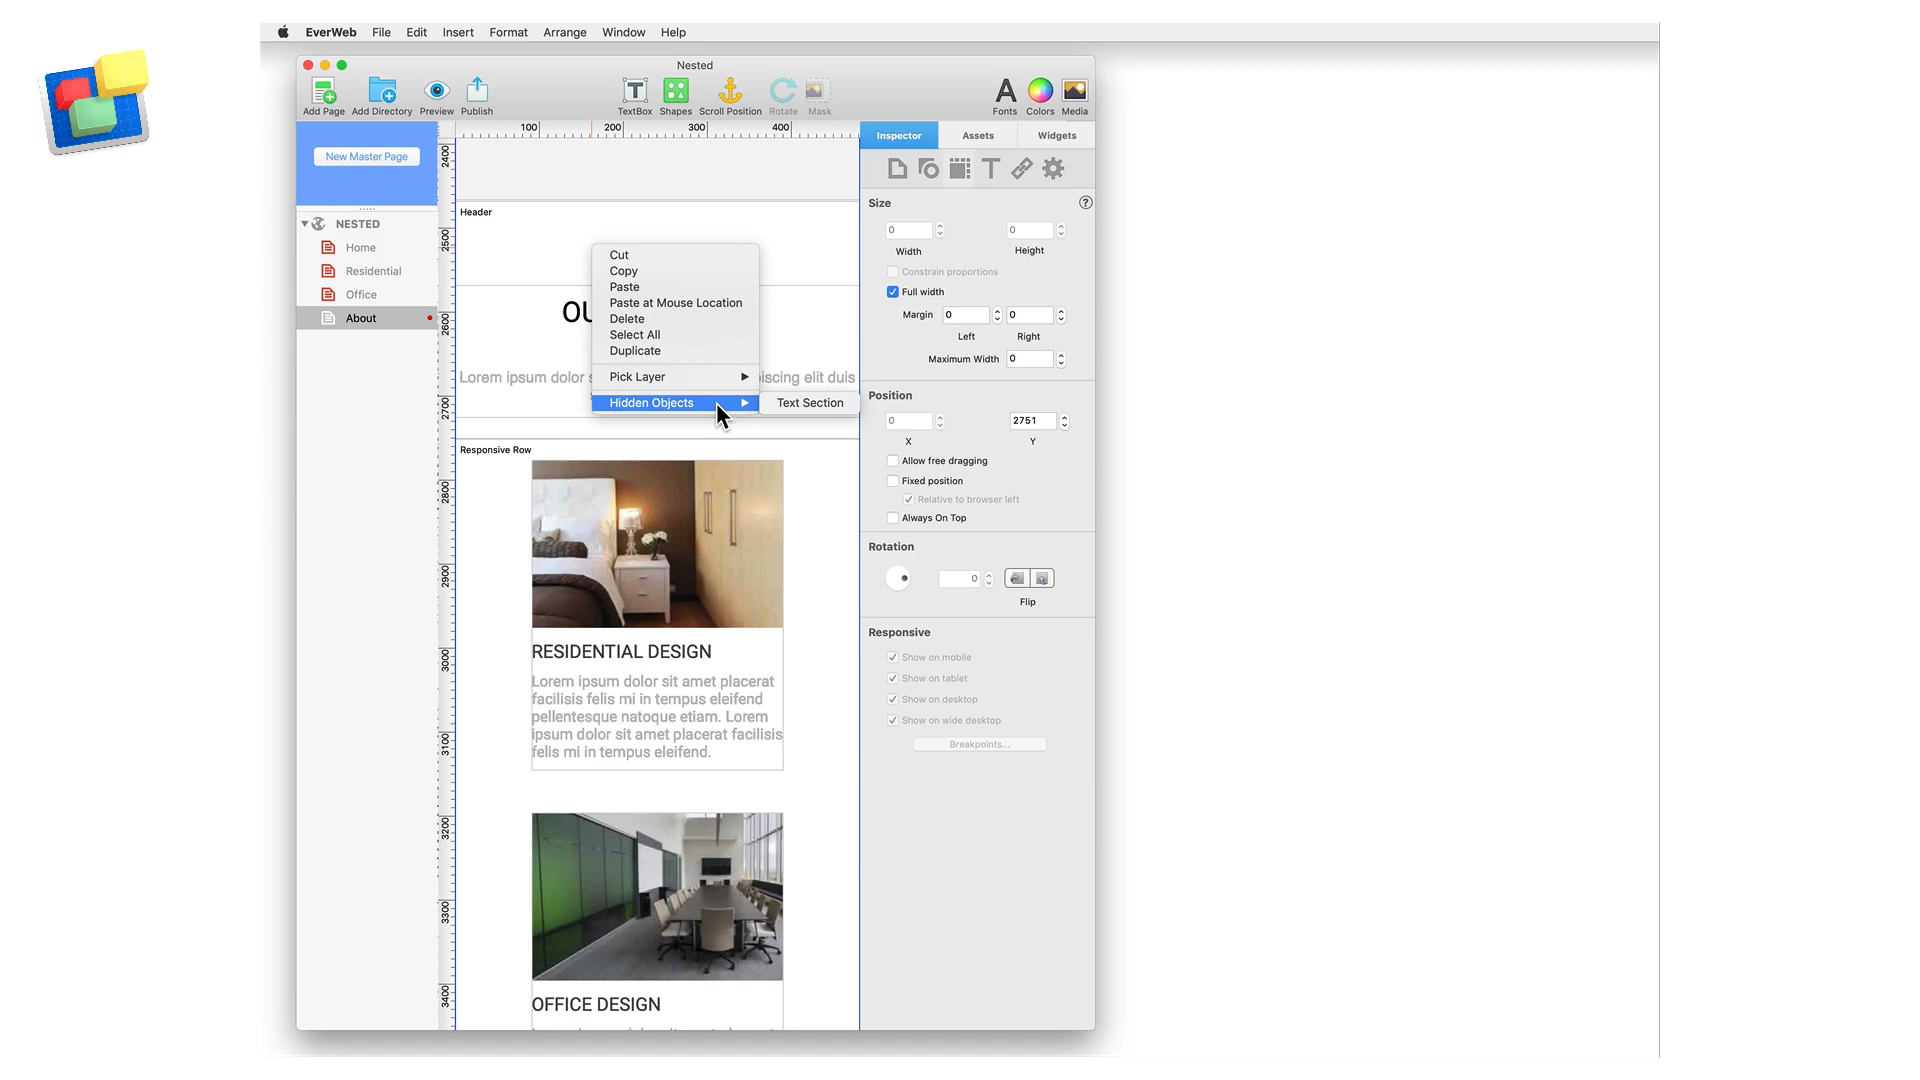 EverWeb File Edit Insert Format Arrange Window Help
Nested
Add Page Add Directory Preview Publish TextBox Shapes Scroll Position Rotate Mask Fonts Colors Media
100 200 300 400
Inspector Assets Widgets
New Master Page
NESTED
Home
Residential
Office
About
2400
2500
2600
2700
2800
2900
3000
3100
3200
3300
3400
Header
OU
Lorem ipsum dolor s
iscing elit duis
Cut
Copy
Paste
Paste at Mouse Location
Delete
Select All
Duplicate
Pick Layer
Hidden Objects
Text Section
Responsive Row
RESIDENTIAL DESIGN
Lorem ipsum dolor sit amet placerat
facilisis felis mi in tempus eleifend
pellentesque natoque etiam. Lorem
ipsum dolor sit amet placerat facilisis
felis mi in tempus eleifend.
OFFICE DESIGN
Size
?
0 0
Width Height
Constrain proportions
Full width
Margin 0 0
Left Right
Maximum Width 0
Position
0 2751
X Y
Allow free dragging
Fixed position
Relative to browser left
Always On Top
Rotation
0
Flip
Responsive
Show on mobile
Show on tablet
Show on desktop
Show on wide desktop
Breakpoints...